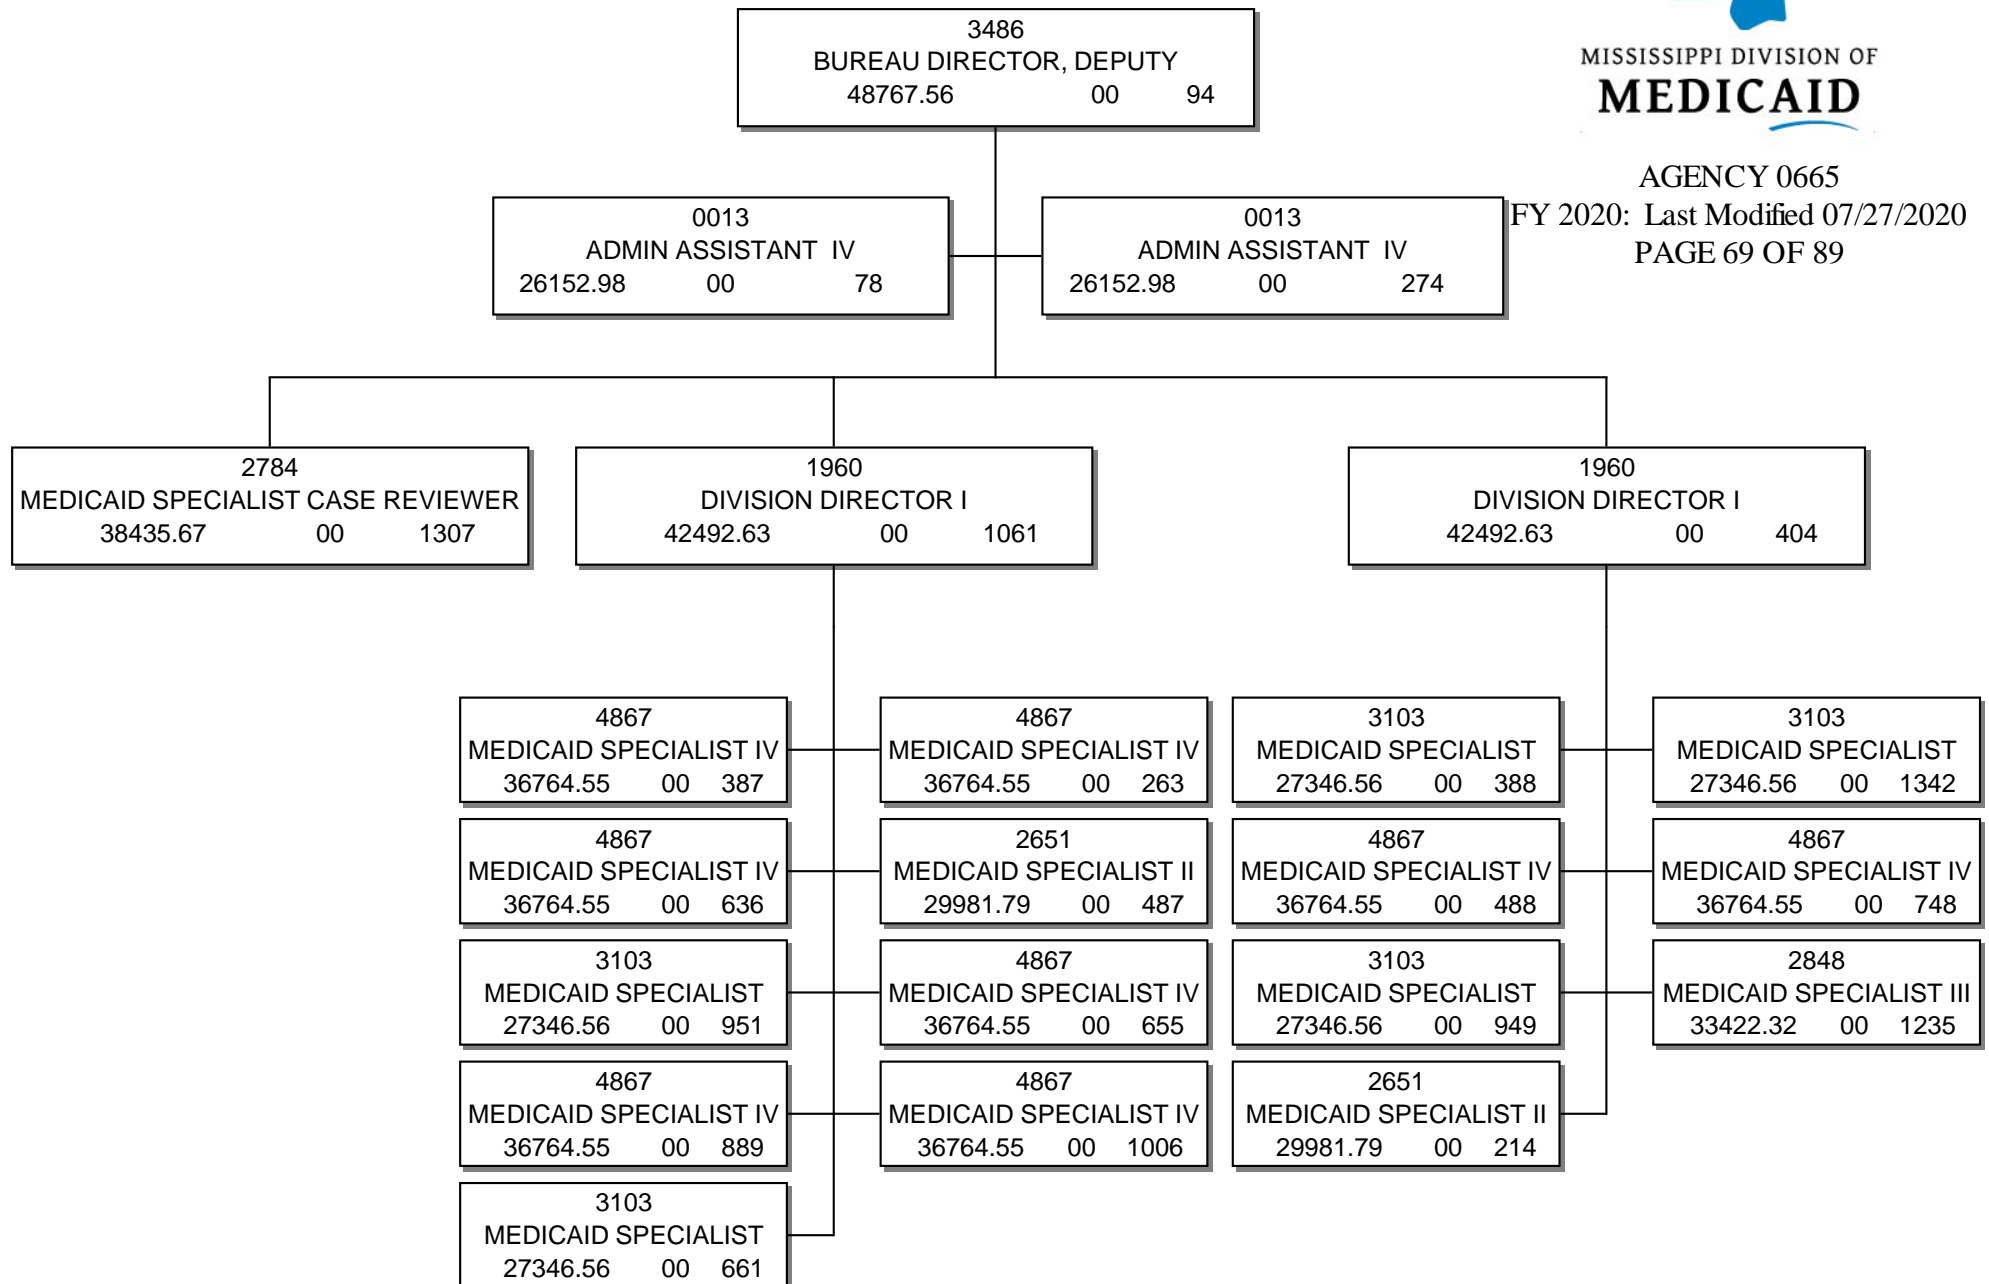 3486
BUREAU DIRECTOR, DEPUTY
48767.56 00 94
MISSISSIPPI DIVISION OF
MEDICAID
AGENCY 0665
FY 2020: Last Modified 07/27/2020
PAGE 69 OF 89
0013
ADMIN ASSISTANT IV
26152.98 00 78
0013
ADMIN ASSISTANT IV
26152.98 00 274
2784
MEDICAID SPECIALIST CASE REVIEWER
38435.67 00 1307
1960
DIVISION DIRECTOR I
42492.63 00 1061
1960
DIVISION DIRECTOR I
42492.63 00 404
4867
MEDICAID SPECIALIST IV
36764.55 00 387
4867
MEDICAID SPECIALIST IV
36764.55 00 263
3103
MEDICAID SPECIALIST
27346.56 00 388
3103
MEDICAID SPECIALIST
27346.56 00 1342
4867
MEDICAID SPECIALIST IV
36764.55 00 636
2651
MEDICAID SPECIALIST II
29981.79 00 487
4867
MEDICAID SPECIALIST IV
36764.55 00 488
4867
MEDICAID SPECIALIST IV
36764.55 00 748
3103
MEDICAID SPECIALIST
27346.56 00 951
4867
MEDICAID SPECIALIST IV
36764.55 00 655
3103
MEDICAID SPECIALIST
27346.56 00 949
2848
MEDICAID SPECIALIST III
33422.32 00 1235
4867
MEDICAID SPECIALIST IV
36764.55 00 889
4867
MEDICAID SPECIALIST IV
36764.55 00 1006
2651
MEDICAID SPECIALIST II
29981.79 00 214
3103
MEDICAID SPECIALIST
27346.56 00 661